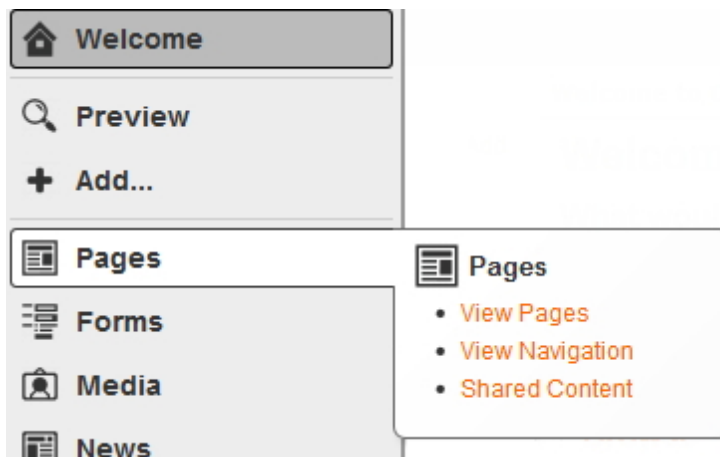 Welcome
Preview
Add...
Pages
Forms
Media
News
Pages
View Pages
View Navigation
Shared Content